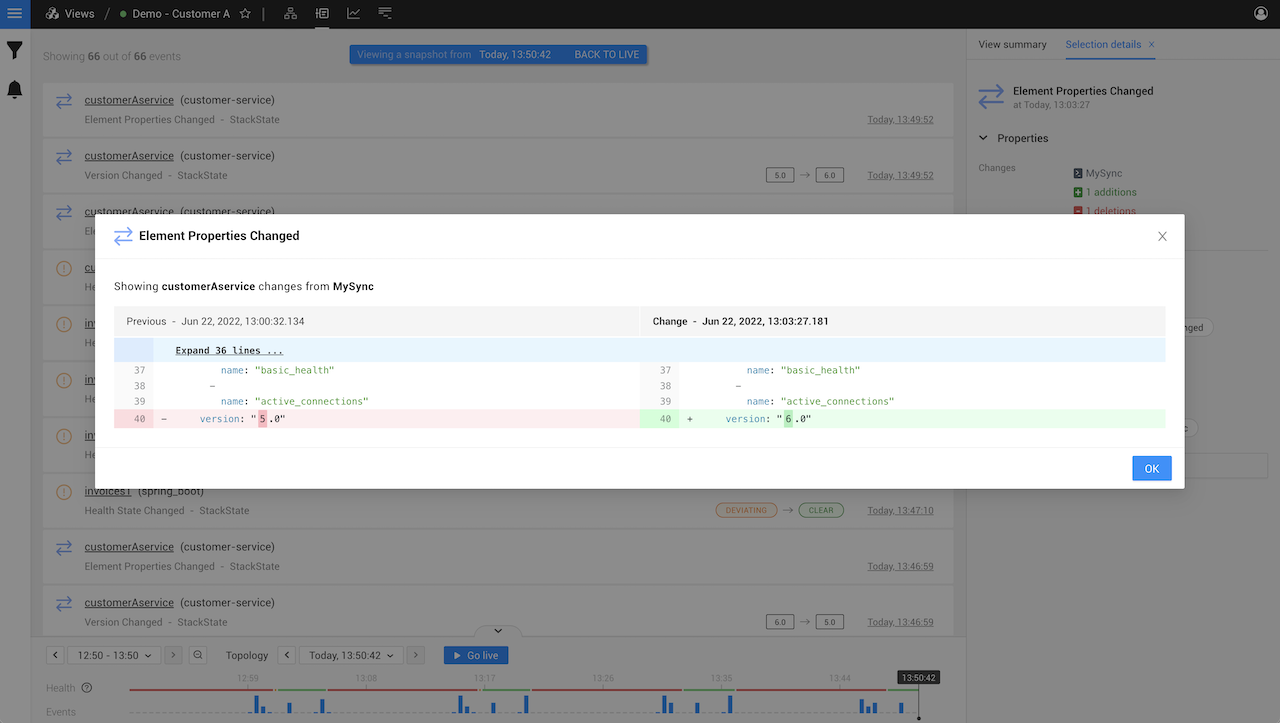 Views / Demo - Customer A
Showing 66 out of 66 events
Viewing a snapshot from Today, 13:50:42 BACK TO LIVE
customerAservice (customer-service)
Element Properties Changed - StackState
Today, 13:49:52
customerAservice (customer-service)
Version Changed - StackState
5.0 → 6.0
Today, 13:49:52
customerAservice (customer-service)
Element Properties Changed
×
Showing customerAservice changes from MySync
Previous - Jun 22, 2022, 13:00:32.134
Change - Jun 22, 2022, 13:03:27.181
Expand 36 lines ...
37 name: "basic_health"
38 –
39 name: "active_connections"
40 – version: "5.0"
37 name: "basic_health"
38 –
39 name: "active_connections"
40 + version: "6.0"
OK
invoices1 (spring_boot)
Health State Changed - StackState
DEVIATING → CLEAR
Today, 13:47:10
customerAservice (customer-service)
Element Properties Changed - StackState
Today, 13:46:59
customerAservice (customer-service)
Version Changed - StackState
6.0 → 5.0
Today, 13:46:59
View summary
Selection details ×
Element Properties Changed
at Today, 13:03:27
Properties
Changes
MySync
1 additions
1 deletions
12:50 - 13:50
Topology
Today, 13:50:42
Go live
12:59 13:08 13:17 13:26 13:35 13:44 13:50:42
Health ?
Events